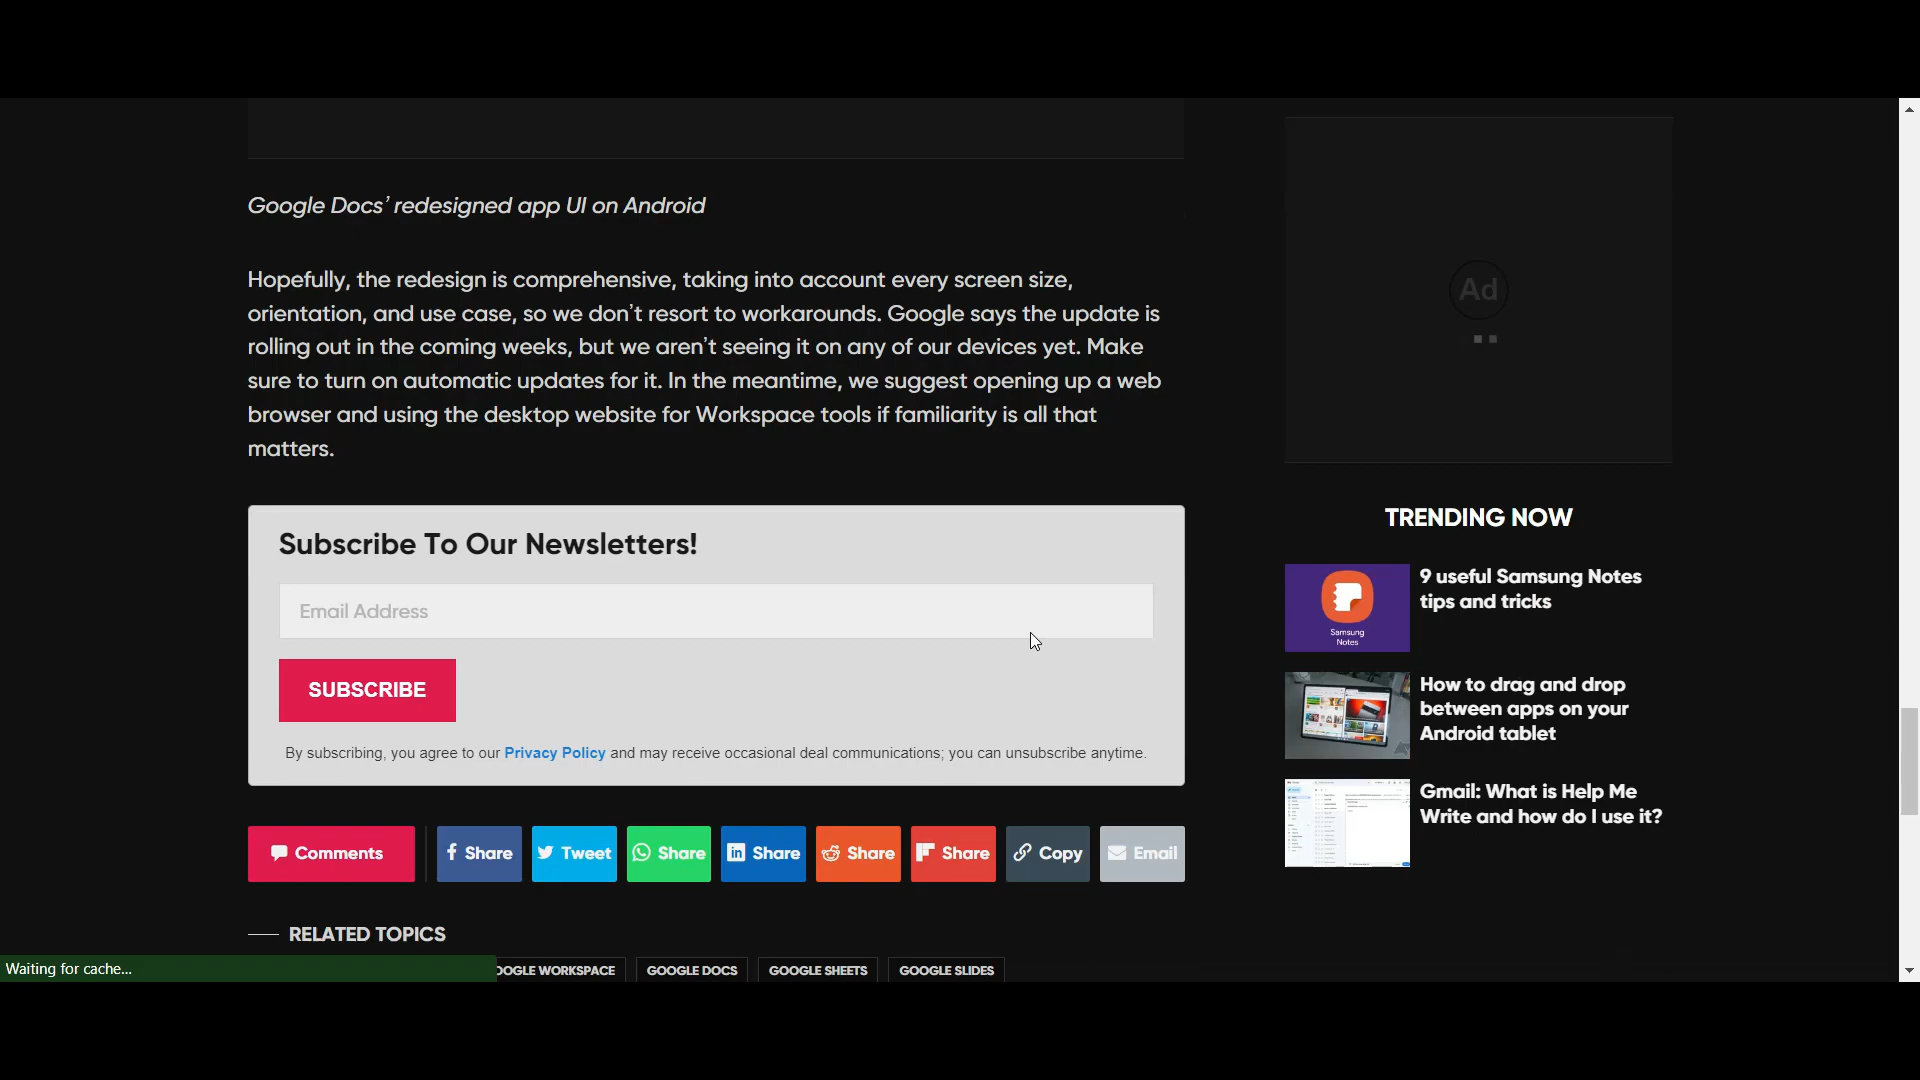 Google Docs’ redesigned app UI on Android
Hopefully, the redesign is comprehensive, taking into account every screen size,
orientation, and use case, so we don’t resort to workarounds. Google says the update is
rolling out in the coming weeks, but we aren’t seeing it on any of our devices yet. Make
sure to turn on automatic updates for it. In the meantime, we suggest opening up a web
browser and using the desktop website for Workspace tools if familiarity is all that
matters.
Subscribe To Our Newsletters!
Email Address
SUBSCRIBE
By subscribing, you agree to our Privacy Policy and may receive occasional deal communications; you can unsubscribe anytime.
Comments
Share
Tweet
Share
Share
Share
Share
Copy
Email
RELATED TOPICS
OOGLE WORKSPACE
GOOGLE DOCS
GOOGLE SHEETS
GOOGLE SLIDES
Waiting for cache...
Ad
TRENDING NOW
Samsung
Notes
9 useful Samsung Notes
tips and tricks
How to drag and drop
between apps on your
Android tablet
Gmail: What is Help Me
Write and how do I use it?